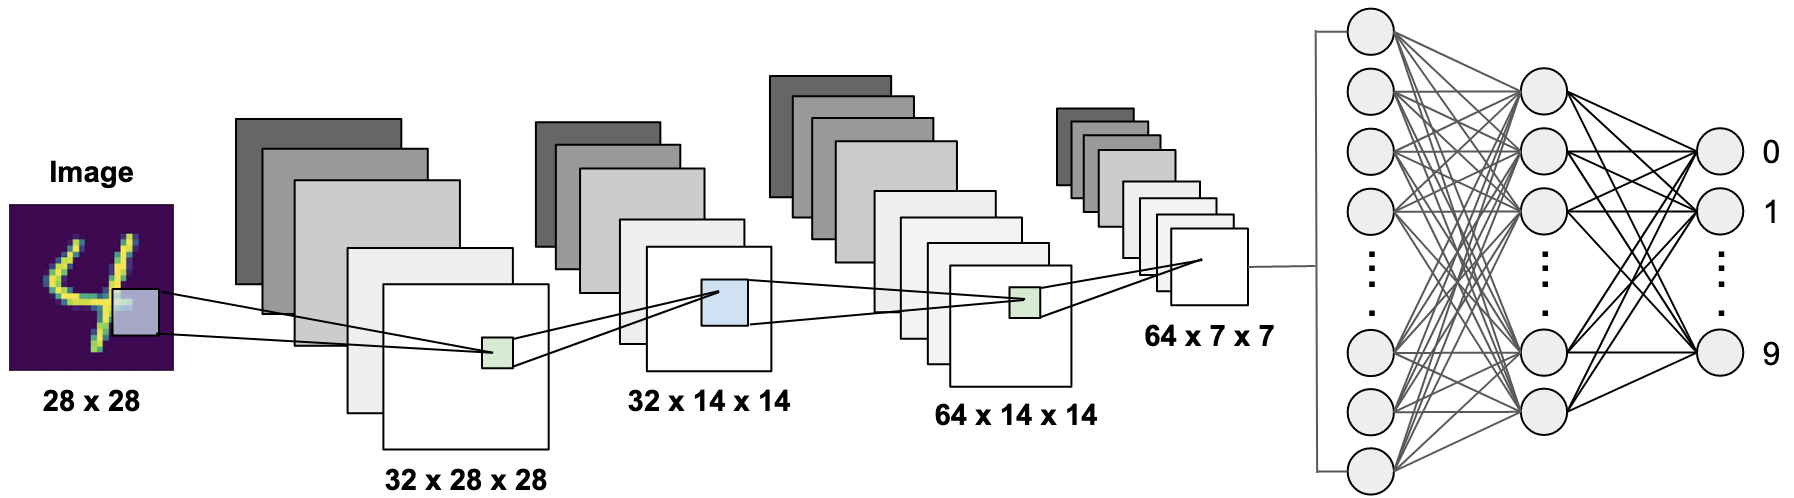 Image
28 x 28
32 x 28 x 28
32 x 14 x 14
64 x 14 x 14
64 x 7 x 7
0
1
9